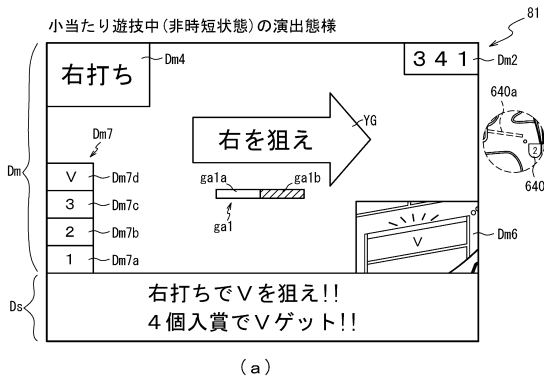 小当たり遊技中(非時短状態)の演出態様
81
右打ち
Dm4
3 4 1
Dm2
640a
2
640
Dm
Dm7
右を狙え
YG
V
Dm7d
3
Dm7c
2
Dm7b
1
Dm7a
ga1a
ga1b
ga1
V
Dm6
Ds
右打ちでVを狙え!!
4個入賞でVゲット!!
(a)